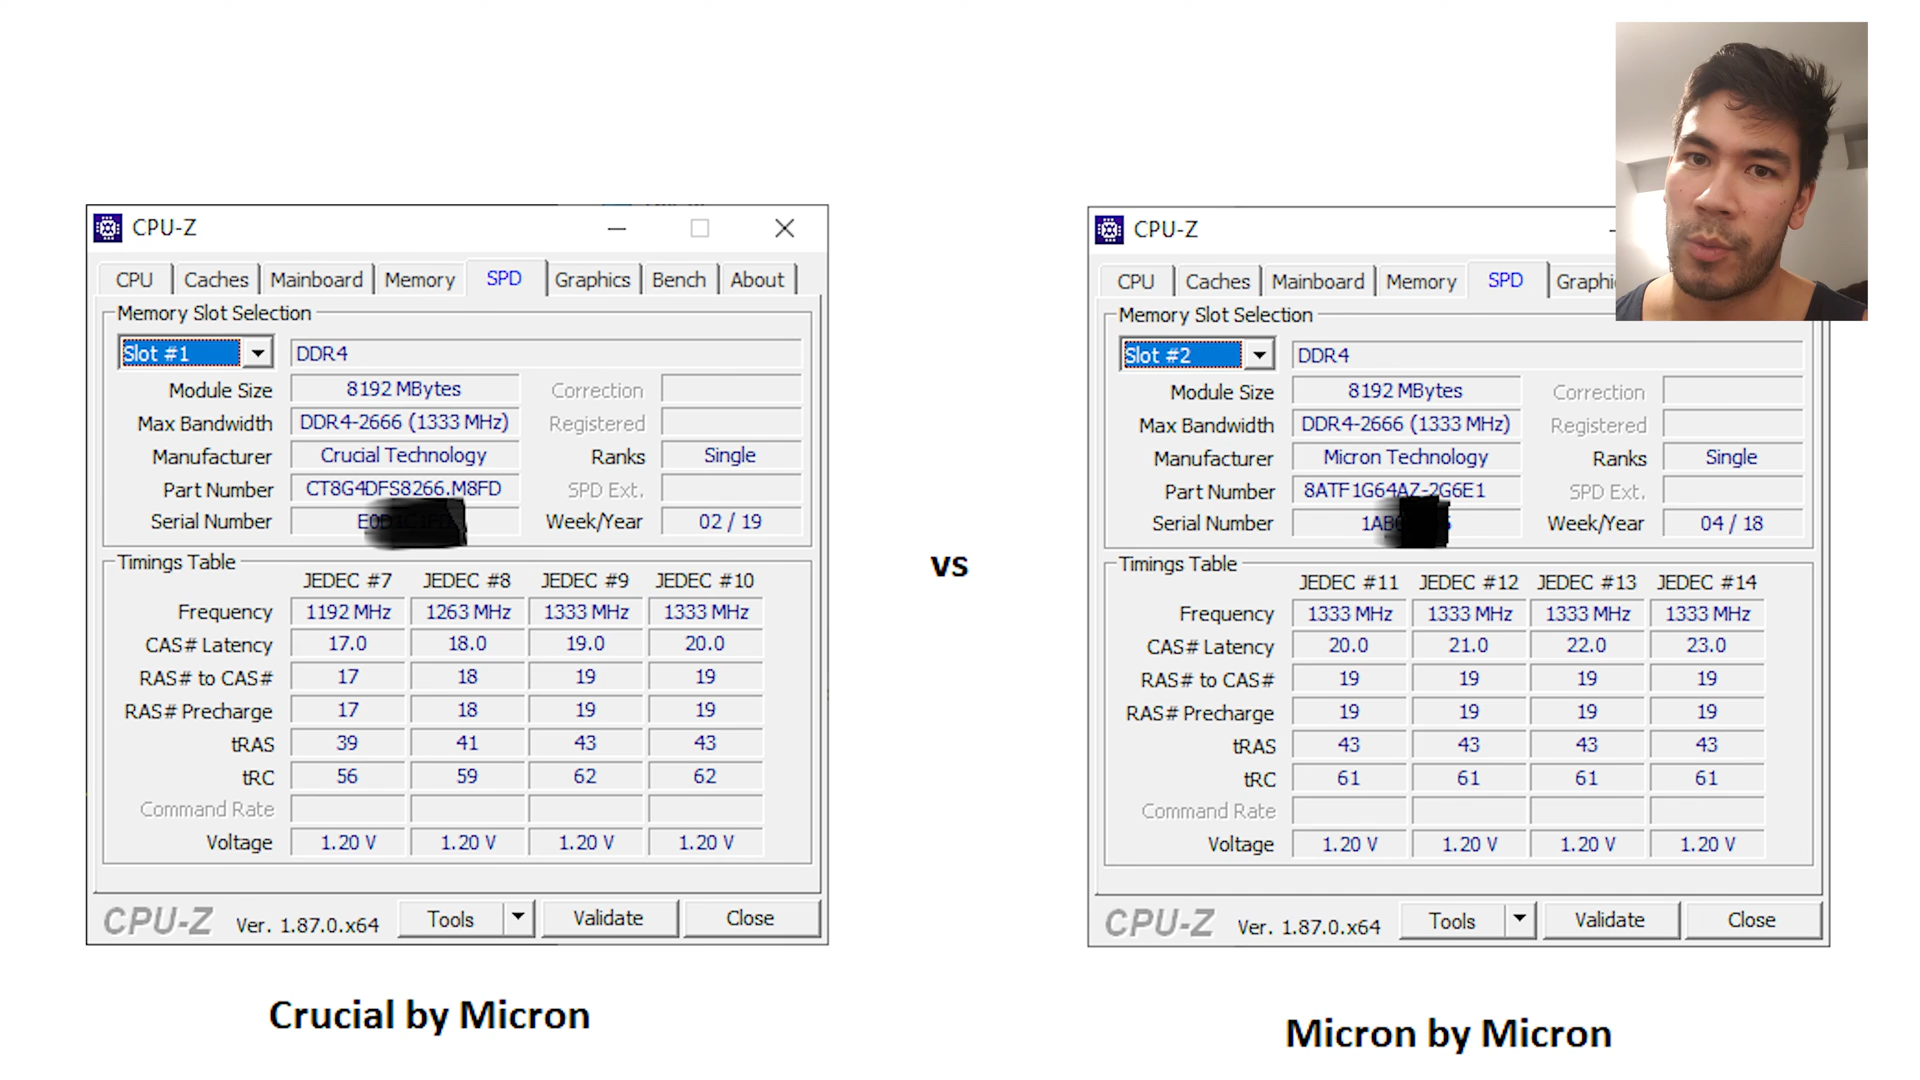 CPU-Z
CPU Caches Mainboard Memory SPD Graphics Bench About
Memory Slot Selection
Slot #1 DDR4
Module Size 8192 MBytes Correction
Max Bandwidth DDR4-2666 (1333 MHz) Registered
Manufacturer Crucial Technology Ranks Single
Part Number CT8G4DFS8266.M8FD SPD Ext.
Serial Number Week/Year 02 / 19
Timings Table
JEDEC #7 JEDEC #8 JEDEC #9 JEDEC #10
Frequency 1192 MHz 1263 MHz 1333 MHz 1333 MHz
CAS# Latency 17.0 18.0 19.0 20.0
RAS# to CAS# 17 18 19 19
RAS# Precharge 17 18 19 19
tRAS 39 41 43 43
tRC 56 59 62 62
Command Rate
Voltage 1.20 V 1.20 V 1.20 V 1.20 V
CPU-Z Ver. 1.87.0.x64 Tools Validate Close
Crucial by Micron
vs
CPU-Z
CPU Caches Mainboard Memory SPD Graphi
Memory Slot Selection
Slot #2 DDR4
Module Size 8192 MBytes Correction
Max Bandwidth DDR4-2666 (1333 MHz) Registered
Manufacturer Micron Technology Ranks Single
Part Number 8ATF1G64AZ-2G6E1 SPD Ext.
Serial Number Week/Year 04 / 18
Timings Table
JEDEC #11 JEDEC #12 JEDEC #13 JEDEC #14
Frequency 1333 MHz 1333 MHz 1333 MHz 1333 MHz
CAS# Latency 20.0 21.0 22.0 23.0
RAS# to CAS# 19 19 19 19
RAS# Precharge 19 19 19 19
tRAS 43 43 43 43
tRC 61 61 61 61
Command Rate
Voltage 1.20 V 1.20 V 1.20 V 1.20 V
CPU-Z Ver. 1.87.0.x64 Tools Validate Close
Micron by Micron